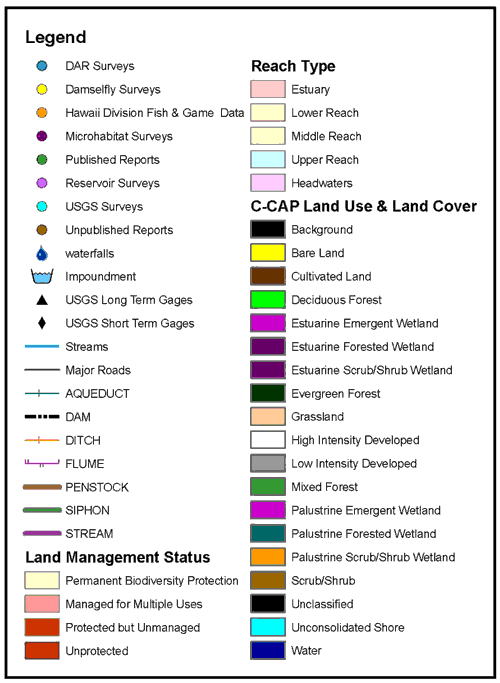 Legend
DAR Surveys
Damselfly Surveys
Hawaii Division Fish & Game Data
Microhabitat Surveys
Published Reports
Reservoir Surveys
USGS Surveys
Unpublished Reports
waterfalls
Impoundment
USGS Long Term Gages
USGS Short Term Gages
Streams
Major Roads
AQUEDUCT
DAM
DITCH
FLUME
PENSTOCK
SIPHON
STREAM
Land Management Status
Permanent Biodiversity Protection
Managed for Multiple Uses
Protected but Unmanaged
Unprotected
Reach Type
Estuary
Lower Reach
Middle Reach
Upper Reach
Headwaters
C-CAP Land Use & Land Cover
Background
Bare Land
Cultivated Land
Deciduous Forest
Estuarine Emergent Wetland
Estuarine Forested Wetland
Estuarine Scrub/Shrub Wetland
Evergreen Forest
Grassland
High Intensity Developed
Low Intensity Developed
Mixed Forest
Palustrine Emergent Wetland
Palustrine Forested Wetland
Palustrine Scrub/Shrub Wetland
Scrub/Shrub
Unclassified
Unconsolidated Shore
Water